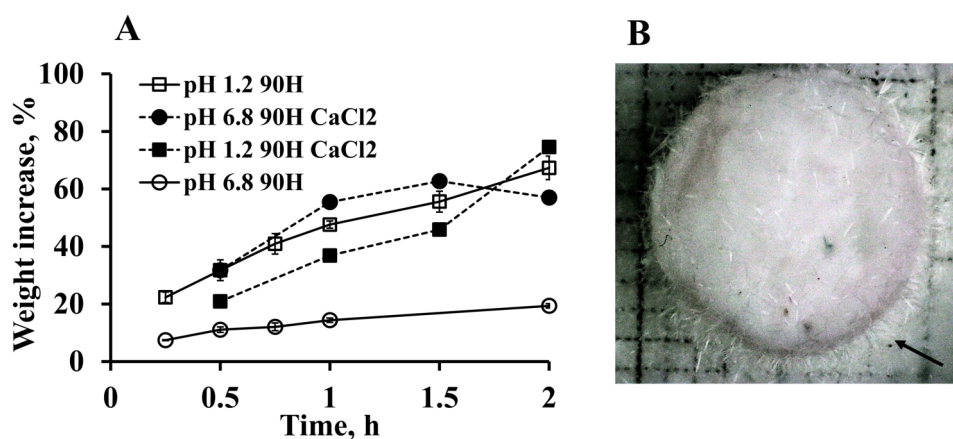 A
B
100
80
60
40
20
0
Weight increase, %
pH 1.2 90H
pH 6.8 90H CaCl2
pH 1.2 90H CaCl2
pH 6.8 90H
0
0.5
1
1.5
2
Time, h